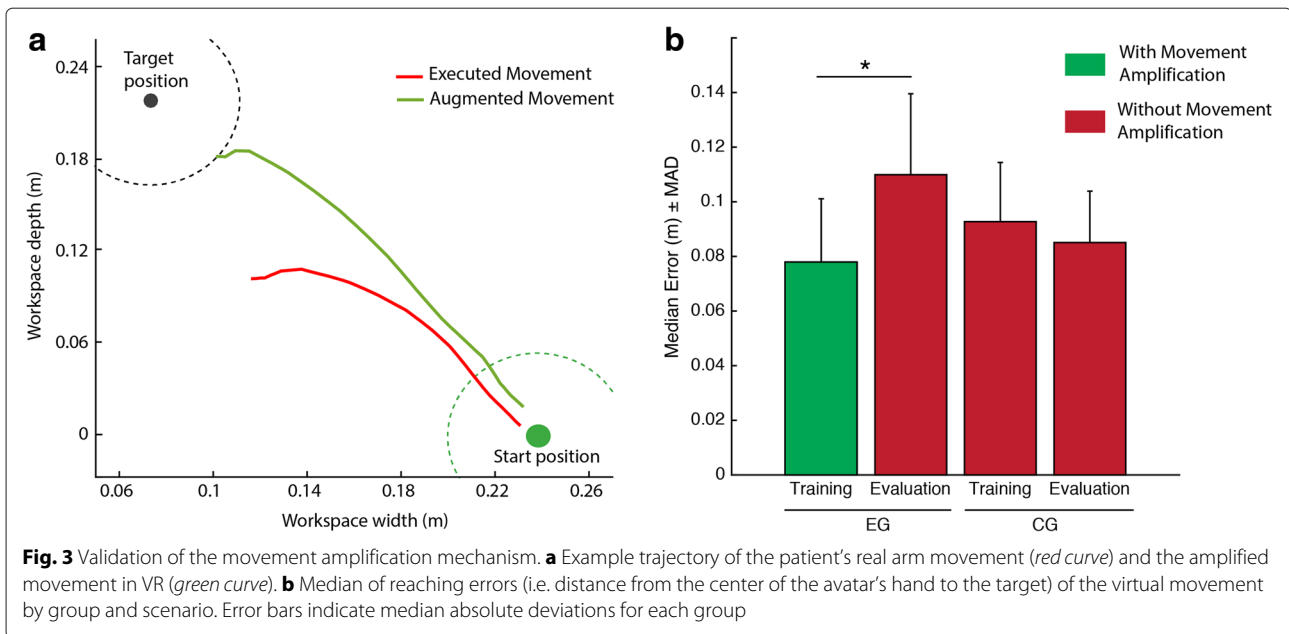 a
Target
position
Executed Movement
Augmented Movement
Workspace depth (m)
0.24
0.18
0.12
0.06
0
Start position
0.06 0.1 0.14 0.18 0.22 0.26
Workspace width (m)
b
With Movement
Amplification
Without Movement
Amplification
*
Median Error (m) ± MAD
0.14
0.12
0.1
0.08
0.06
0.04
0.02
0
Training Evaluation Training Evaluation
EG CG
Fig. 3 Validation of the movement amplification mechanism. a Example trajectory of the patient's real arm movement (red curve) and the amplified
movement in VR (green curve). b Median of reaching errors (i.e. distance from the center of the avatar's hand to the target) of the virtual movement
by group and scenario. Error bars indicate median absolute deviations for each group